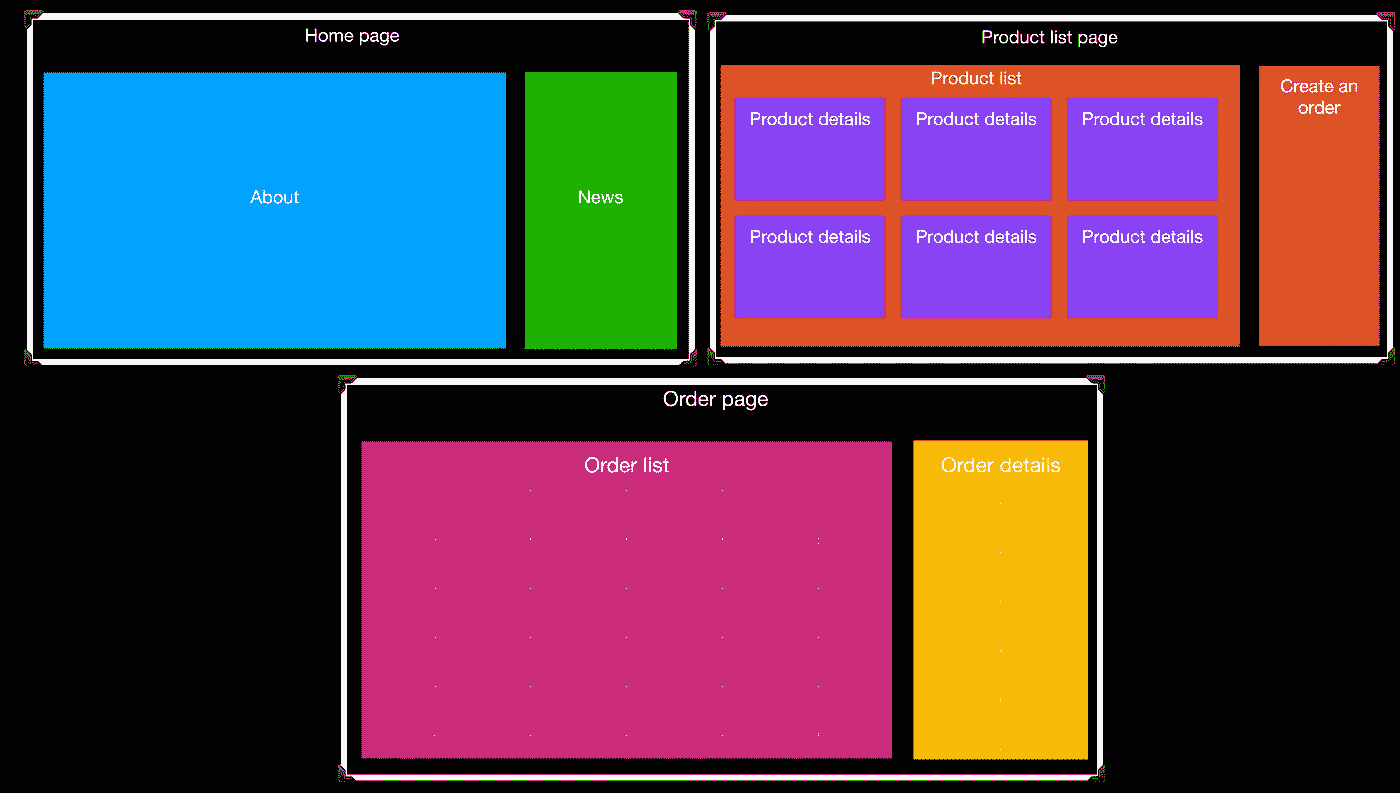 Home page
About
News
Product list page
Product list
Product details
Product details
Product details
Product details
Product details
Product details
Create an
order
Order page
Order list
Order details